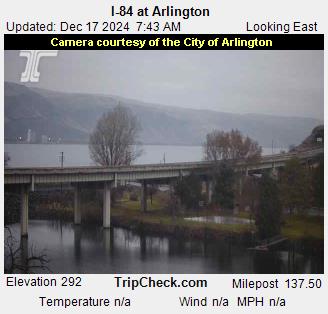 I-84 at Arlington
Updated: Dec 17 2024 7:43 AM Looking East
Camera courtesy of the City of Arlington
Elevation 292 TripCheck.com Milepost 137.50
Temperature n/a Wind n/a MPH n/a